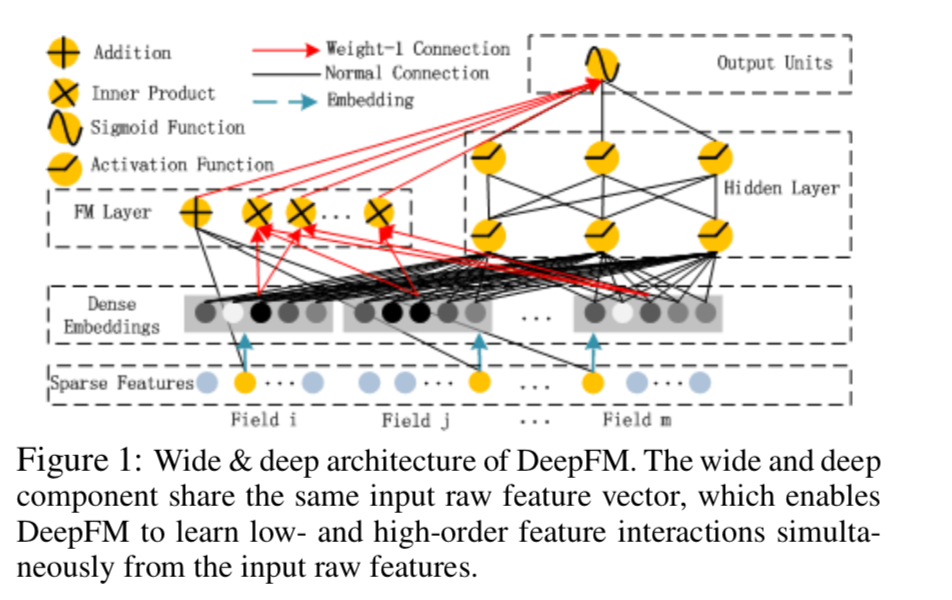 Addition
Inner Product
Sigmoid Function
Activation Function
Weight-1 Connection
Normal Connection
Embedding
Output Units
Hidden Layer
FM Layer
...
Dense
Embeddings
...
Sparse Features
... ... ... ...
Field i Field j ... Field m
Figure 1: Wide & deep architecture of DeepFM. The wide and deep
component share the same input raw feature vector, which enables
DeepFM to learn low- and high-order feature interactions simulta-
neously from the input raw features.